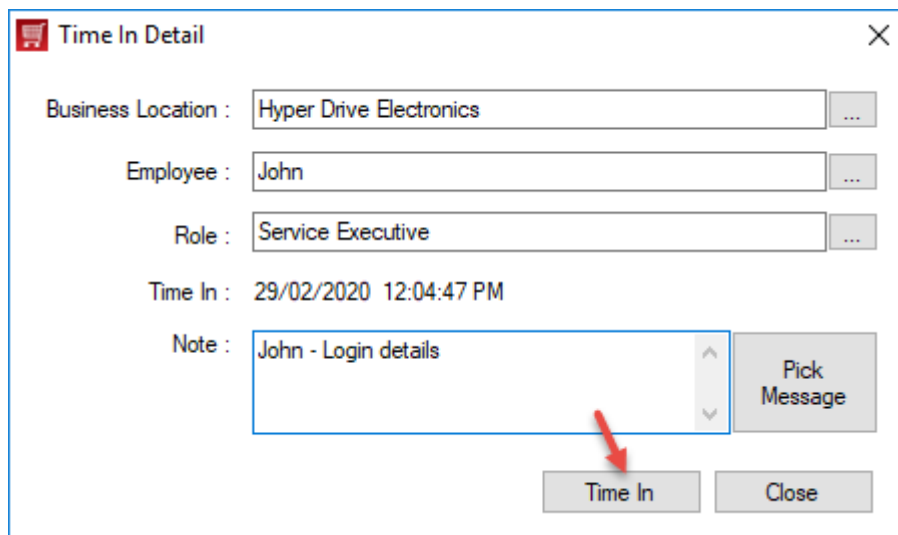 Time In Detail
Business Location : Hyper Drive Electronics ...
Employee : John ...
Role : Service Executive ...
Time In : 29/02/2020 12:04:47 PM
Note : John - Login details
Pick
Message
Time In Close